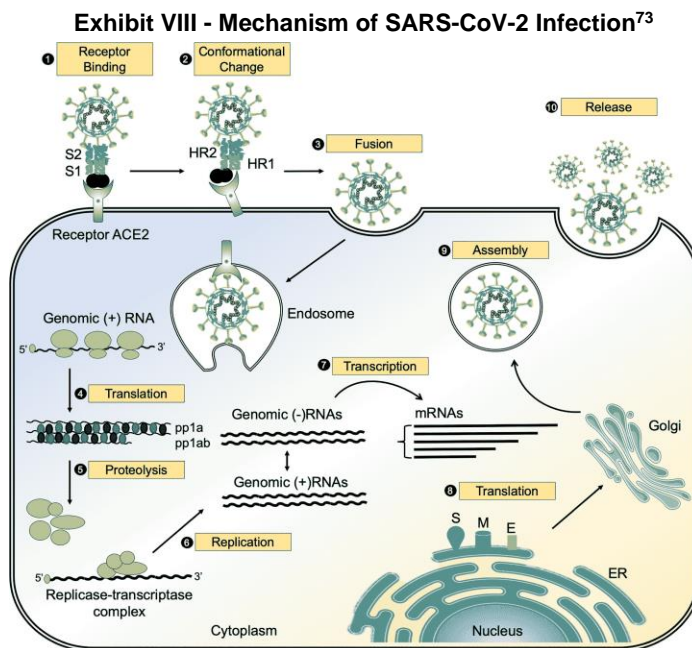 Exhibit VIII - Mechanism of SARS-CoV-2 Infection73
1 Receptor
Binding
2 Conformational
Change
10 Release
3 Fusion
S2
S1
HR2
HR1
Receptor ACE2
9 Assembly
Endosome
Genomic (+) RNA
5' 3'
7 Transcription
4 Translation
Genomic (-)RNAs
mRNAs
pp1a
pp1ab
Golgi
5 Proteolysis
Genomic (+)RNAs
8 Translation
S M E
6 Replication
5' 3'
ER
Replicase-transcriptase
complex
Cytoplasm
Nucleus